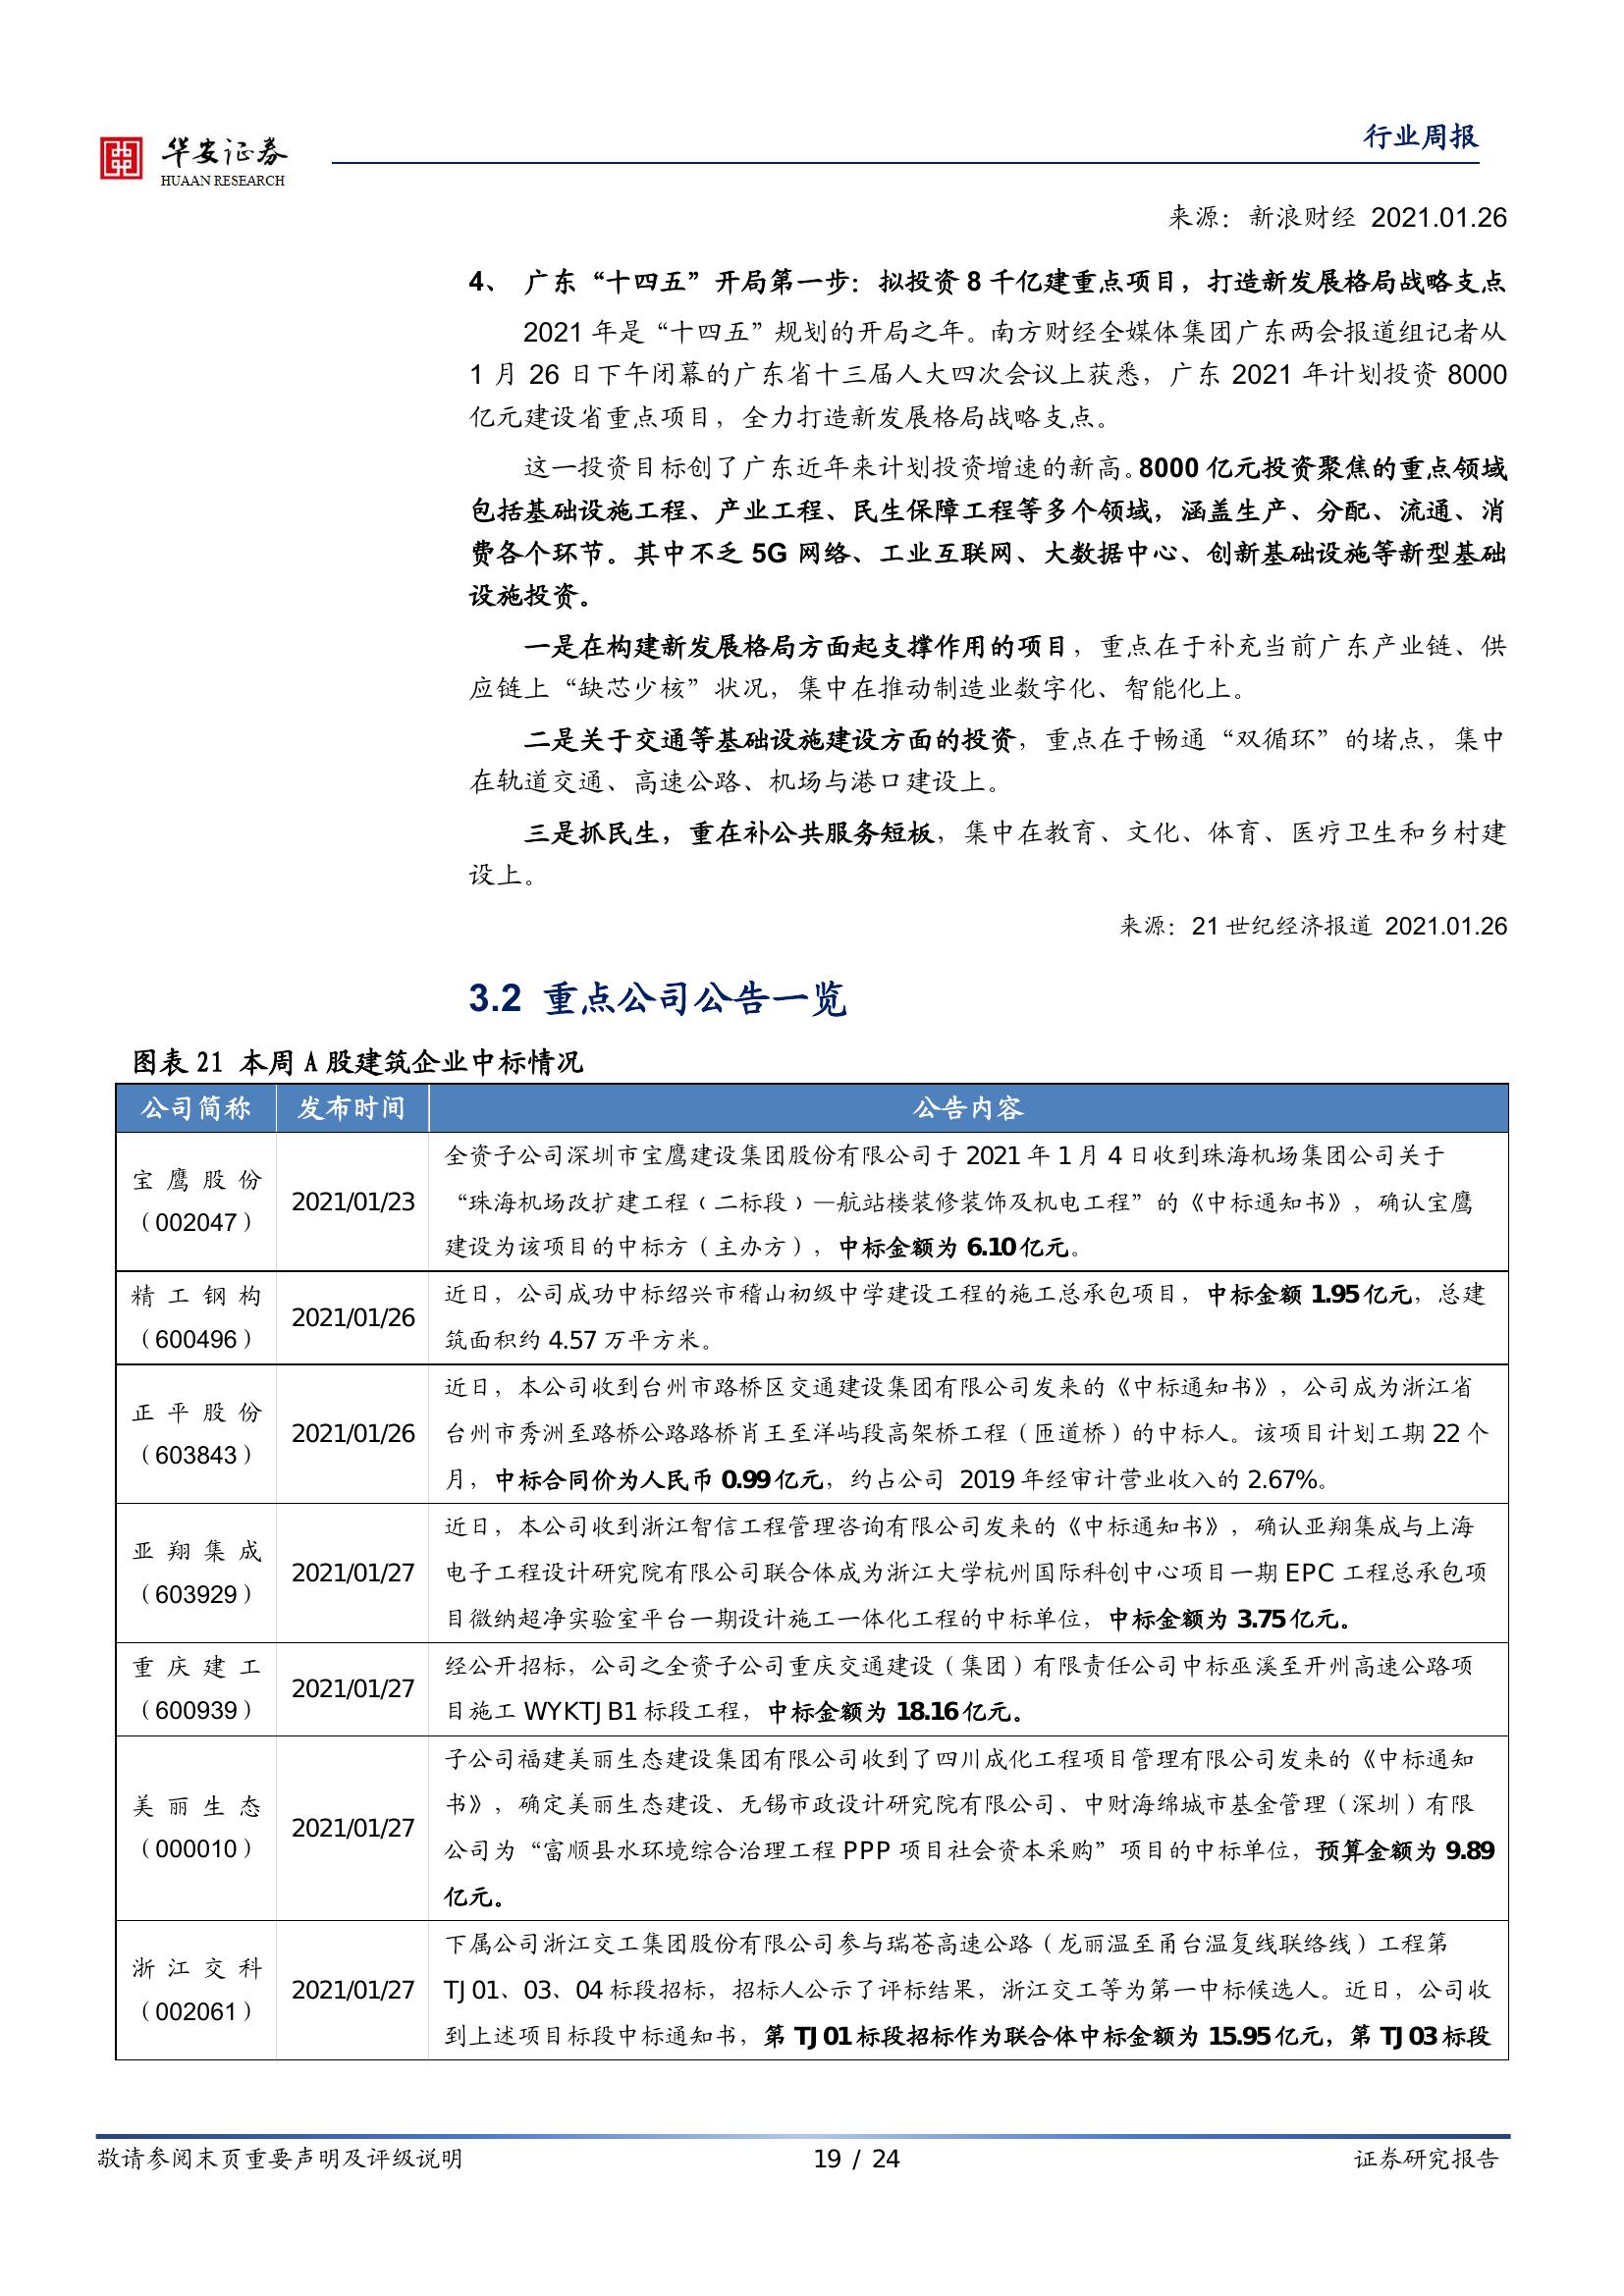 华安证券
HUAAN RESEARCH
行业周报
来源：新浪财经 2021.01.26
4、 广东“十四五”开局第一步：拟投资 8 千亿建重点项目，打造新发展格局战略支点
2021 年是“十四五”规划的开局之年。南方财经全媒体集团广东两会报道组记者从
1 月 26 日下午闭幕的广东省十三届人大四次会议上获悉，广东 2021 年计划投资 8000
亿元建设省重点项目，全力打造新发展格局战略支点。
这一投资目标创了广东近年来计划投资增速的新高。8000 亿元投资聚焦的重点领域
包括基础设施工程、产业工程、民生保障工程等多个领域，涵盖生产、分配、流通、消
费各个环节。其中不乏 5G 网络、工业互联网、大数据中心、创新基础设施等新型基础
设施投资。
一是在构建新发展格局方面起支撑作用的项目，重点在于补充当前广东产业链、供
应链上“缺芯少核”状况，集中在推动制造业数字化、智能化上。
二是关于交通等基础设施建设方面的投资，重点在于畅通“双循环”的堵点，集中
在轨道交通、高速公路、机场与港口建设上。
三是抓民生，重在补公共服务短板，集中在教育、文化、体育、医疗卫生和乡村建
设上。
来源：21 世纪经济报道 2021.01.26
3.2 重点公司公告一览
图表 21 本周 A 股建筑企业中标情况
公司简称 发布时间 公告内容
宝鹰股份
（002047）
2021/01/23
全资子公司深圳市宝鹰建设集团股份有限公司于 2021 年 1 月 4 日收到珠海机场集团公司关于
“珠海机场改扩建工程（二标段）—航站楼装修装饰及机电工程”的《中标通知书》，确认宝鹰
建设为该项目的中标方（主办方），中标金额为 6.10 亿元。
精工钢构
（600496）
2021/01/26
近日，公司成功中标绍兴市稽山初级中学建设工程的施工总承包项目，中标金额 1.95 亿元，总建
筑面积约 4.57 万平方米。
正平股份
（603843）
2021/01/26
近日，本公司收到台州市路桥区交通建设集团有限公司发来的《中标通知书》，公司成为浙江省
台州市秀洲至路桥公路路桥肖王至洋屿段高架桥工程（匝道桥）的中标人。该项目计划工期 22 个
月，中标合同价为人民币 0.99 亿元，约占公司 2019 年经审计营业收入的 2.67%。
亚翔集成
（603929）
2021/01/27
近日，本公司收到浙江智信工程管理咨询有限公司发来的《中标通知书》，确认亚翔集成与上海
电子工程设计研究院有限公司联合体成为浙江大学杭州国际科创中心项目一期 EPC 工程总承包项
目微纳超净实验室平台一期设计施工一体化工程的中标单位，中标金额为 3.75 亿元。
重庆建工
（600939）
2021/01/27
经公开招标，公司之全资子公司重庆交通建设（集团）有限责任公司中标巫溪至开州高速公路项
目施工 WYKTJB1 标段工程，中标金额为 18.16 亿元。
美丽生态
（000010）
2021/01/27
子公司福建美丽生态建设集团有限公司收到了四川成化工程项目管理有限公司发来的《中标通知
书》，确定美丽生态建设、无锡市政设计研究院有限公司、中财海绵城市基金管理（深圳）有限
公司为“富顺县水环境综合治理工程 PPP 项目社会资本采购”项目的中标单位，预算金额为 9.89
亿元。
浙江交科
（002061）
2021/01/27
下属公司浙江交工集团股份有限公司参与瑞苍高速公路（龙丽温至甬台温复线联络线）工程第
TJ01、03、04 标段招标，招标人公示了评标结果，浙江交工等为第一中标候选人。近日，公司收
到上述项目标段中标通知书，第 TJ01 标段招标作为联合体中标金额为 15.95 亿元，第 TJ03 标段
敬请参阅末页重要声明及评级说明 19 / 24 证券研究报告